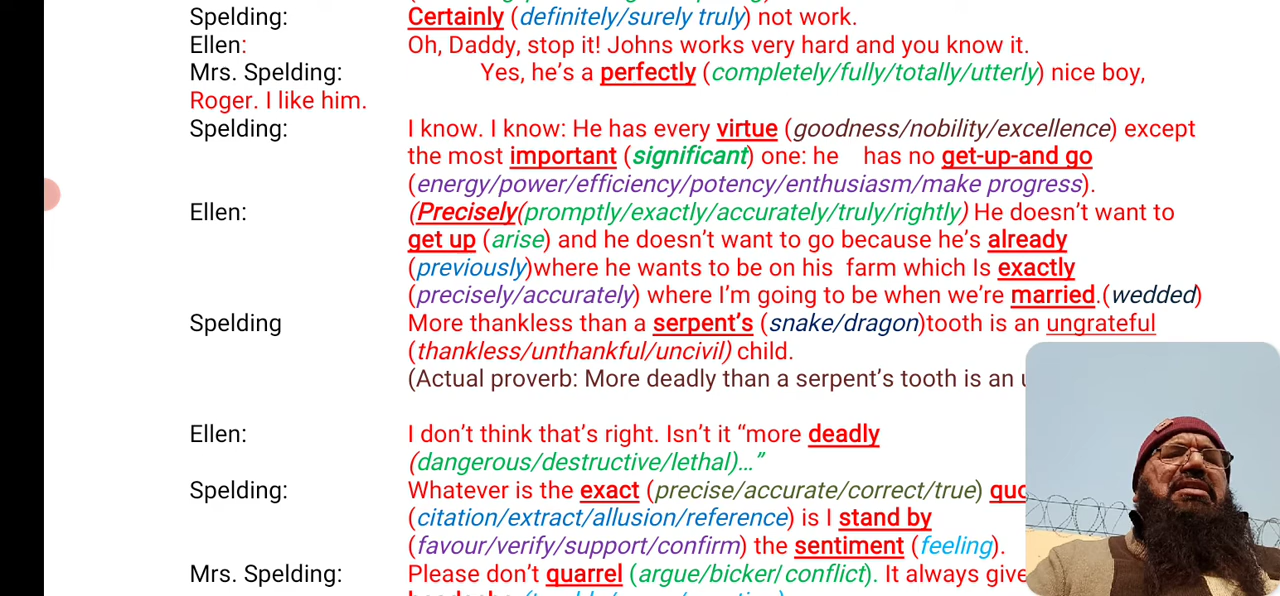 Spelding: Certainly (definitely/surely truly) not work.
Ellen: Oh, Daddy, stop it! Johns works very hard and you know it.
Mrs. Spelding: Yes, he's a perfectly (completely/fully/totally/utterly) nice boy,
Roger. I like him.
Spelding: I know. I know: He has every virtue (goodness/nobility/excellence) except
the most important (significant) one: he has no get-up-and go
(energy/power/efficiency/potency/enthusiasm/make progress).
Ellen: (Precisely(promptly/exactly/accurately/truly/rightly) He doesn't want to
get up (arise) and he doesn't want to go because he's already
(previously)where he wants to be on his farm which Is exactly
(precisely/accurately) where I'm going to be when we're married.(wedded)
Spelding More thankless than a serpent's (snake/dragon)tooth is an ungrateful
(thankless/unthankful/uncivil) child.
(Actual proverb: More deadly than a serpent's tooth is an
Ellen: I don't think that's right. Isn't it "more deadly
(dangerous/destructive/lethal)…"
Spelding: Whatever is the exact (precise/accurate/correct/true)
(citation/extract/allusion/reference) is I stand by
(favour/verify/support/confirm) the sentiment (feeling).
Mrs. Spelding: Please don't quarrel (argue/bicker/conflict). It always give